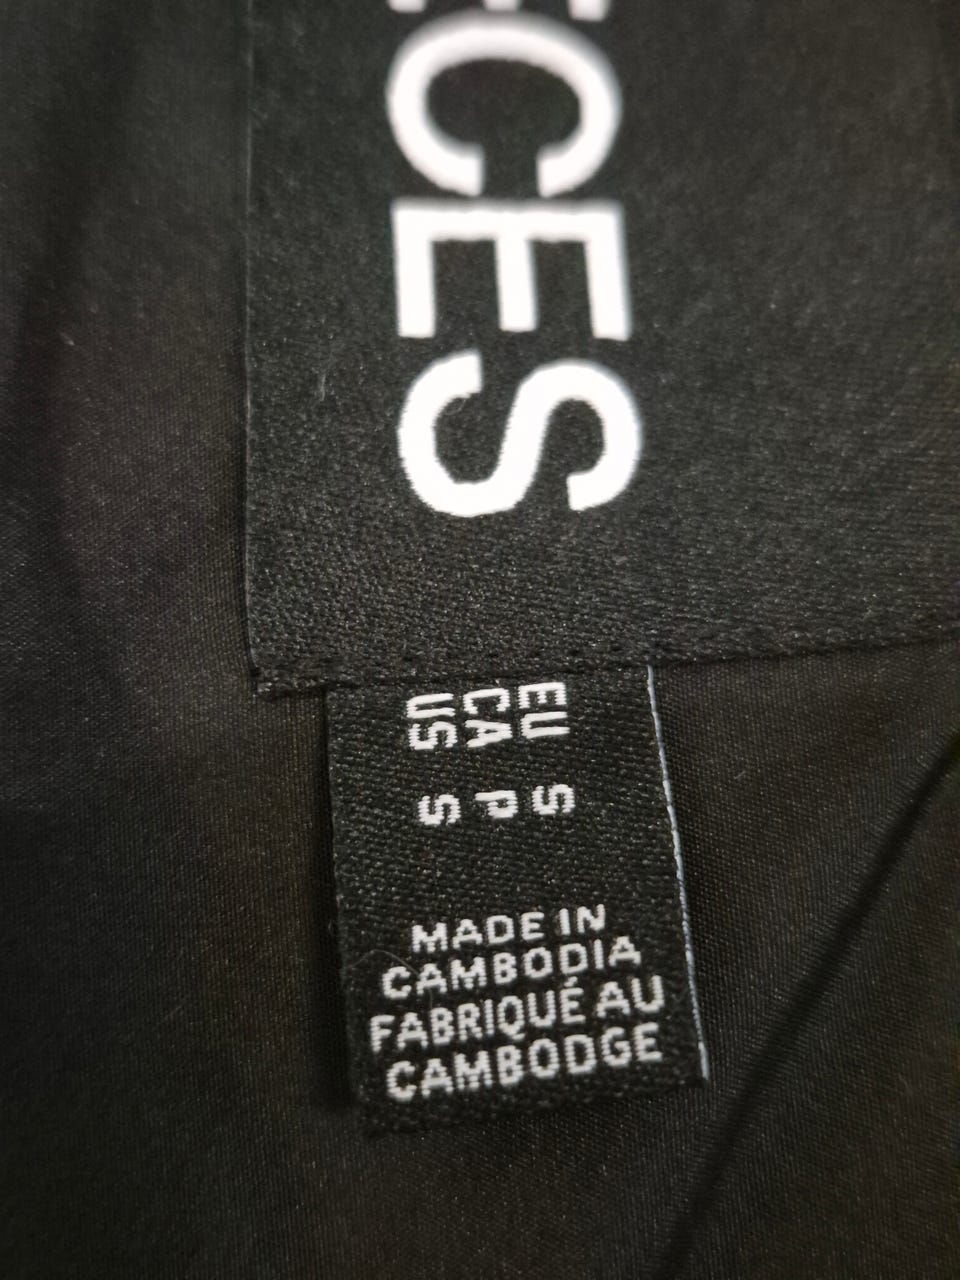 CES
EU S
CA P
US S
MADE IN
CAMBODIA
FABRIQUÉ AU
CAMBODGE